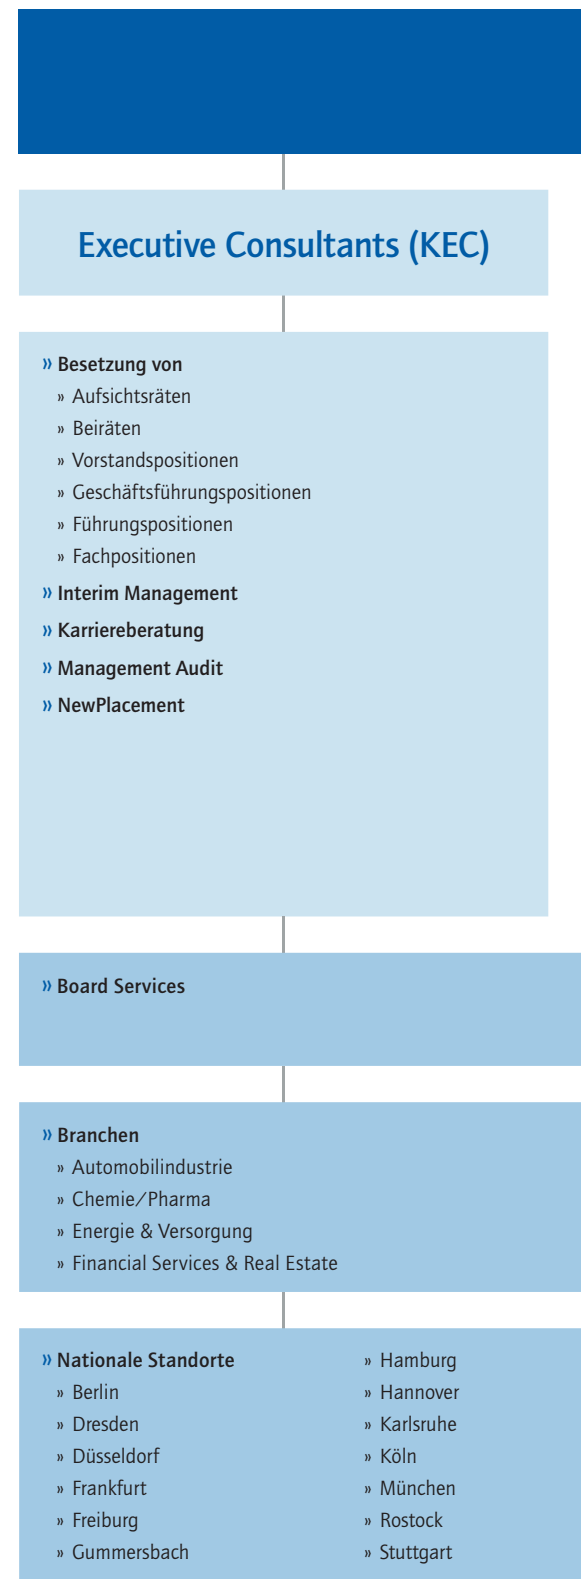 Executive Consultants (KEC)
» Besetzung von
» Aufsichtsräten
» Beiräten
» Vorstandspositionen
» Geschäftsführungspositionen
» Führungspositionen
» Fachpositionen
» Interim Management
» Karriereberatung
» Management Audit
» NewPlacement
» Board Services
» Branchen
» Automobilindustrie
» Chemie/Pharma
» Energie & Versorgung
» Financial Services & Real Estate
» Nationale Standorte
» Berlin
» Dresden
» Düsseldorf
» Frankfurt
» Freiburg
» Gummersbach
» Hamburg
» Hannover
» Karlsruhe
» Köln
» München
» Rostock
» Stuttgart